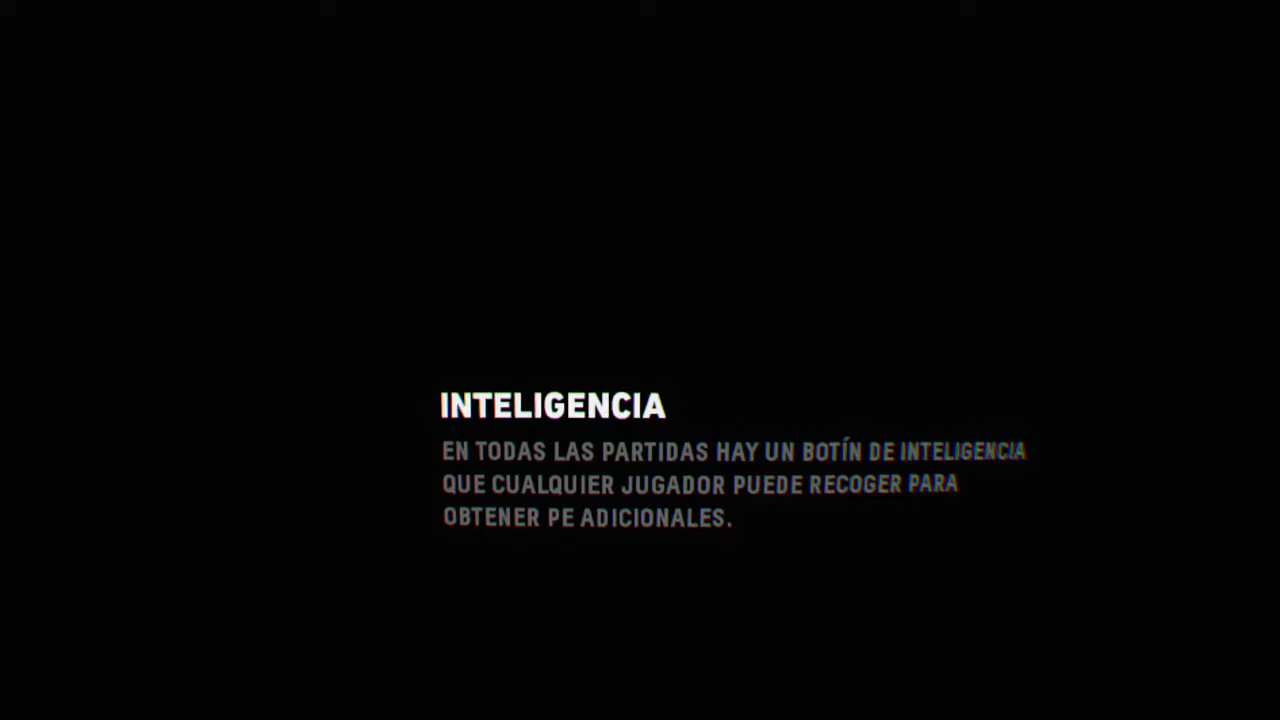 INTELIGENCIA
EN TODAS LAS PARTIDAS HAY UN BOTÍN DE INTELIGENCIA
QUE CUALQUIER JUGADOR PUEDE RECOGER PARA
OBTENER PE ADICIONALES.